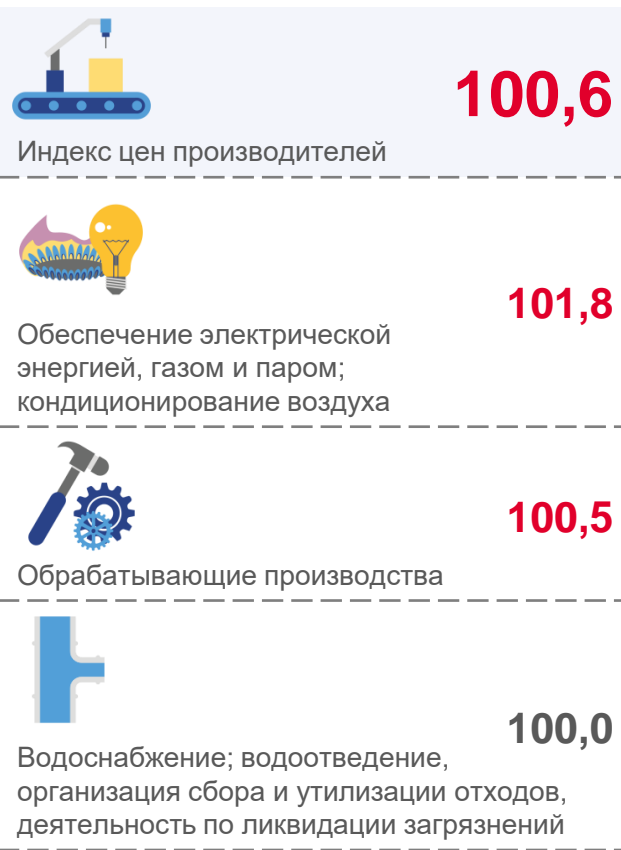 100,6
Индекс цен производителей
101,8
Обеспечение электрической
энергией, газом и паром;
кондиционирование воздуха
100,5
Обрабатывающие производства
100,0
Водоснабжение; водоотведение,
организация сбора и утилизации отходов,
деятельность по ликвидации загрязнений